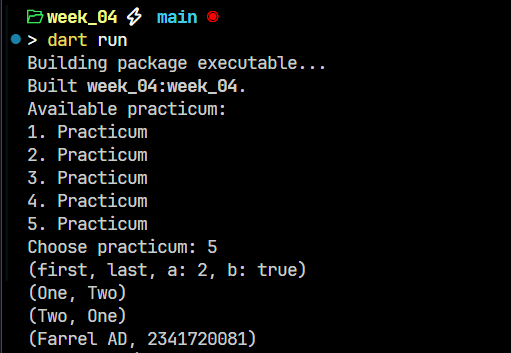 week_04 main
> dart run
Building package executable...
Built week_04:week_04.
Available practicum:
1. Practicum
2. Practicum
3. Practicum
4. Practicum
5. Practicum
Choose practicum: 5
(first, last, a: 2, b: true)
(One, Two)
(Two, One)
(Farrel AD, 2341720081)